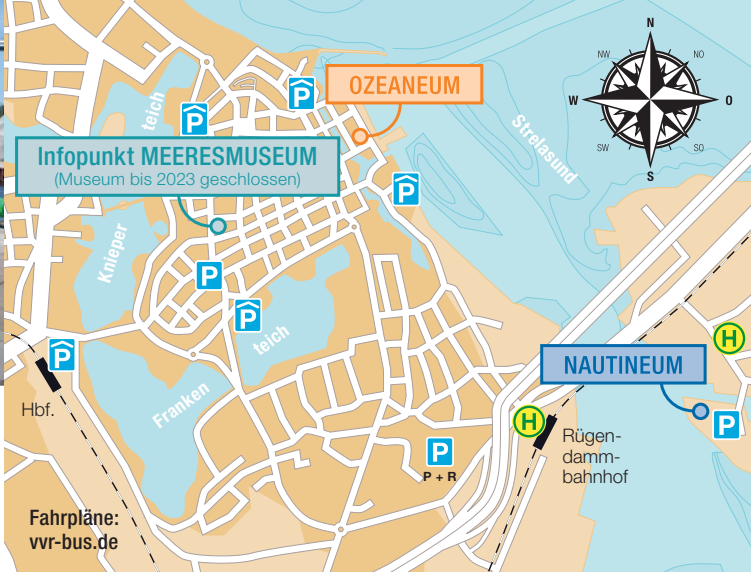 N
NW
NO
W
O
SW
SO
S
P
P
OZEANEUM
teich
Strelasund
Infopunkt MEERESMUSEUM
(Museum bis 2023 geschlossen)
P
Knieper
P
P
teich
P
H
NAUTINEUM
Hbf.
Franken
H
P
P
P + R
Rügen-
damm-
bahnhof
Fahrpläne:
vvr-bus.de